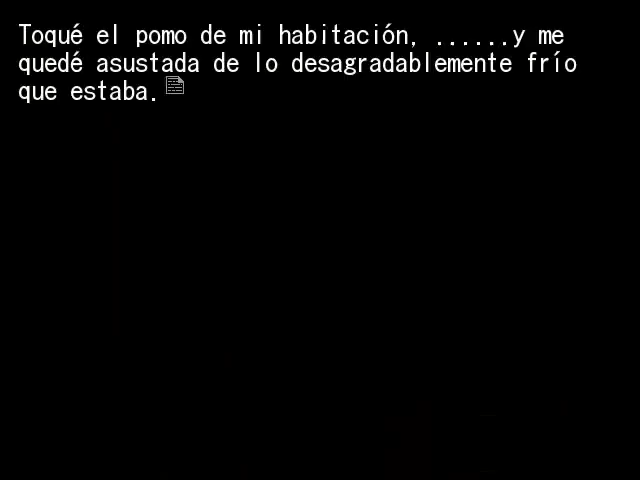 Toqué el pomo de mi habitación, ......y me
quedé asustada de lo desagradablemente frío
que estaba.